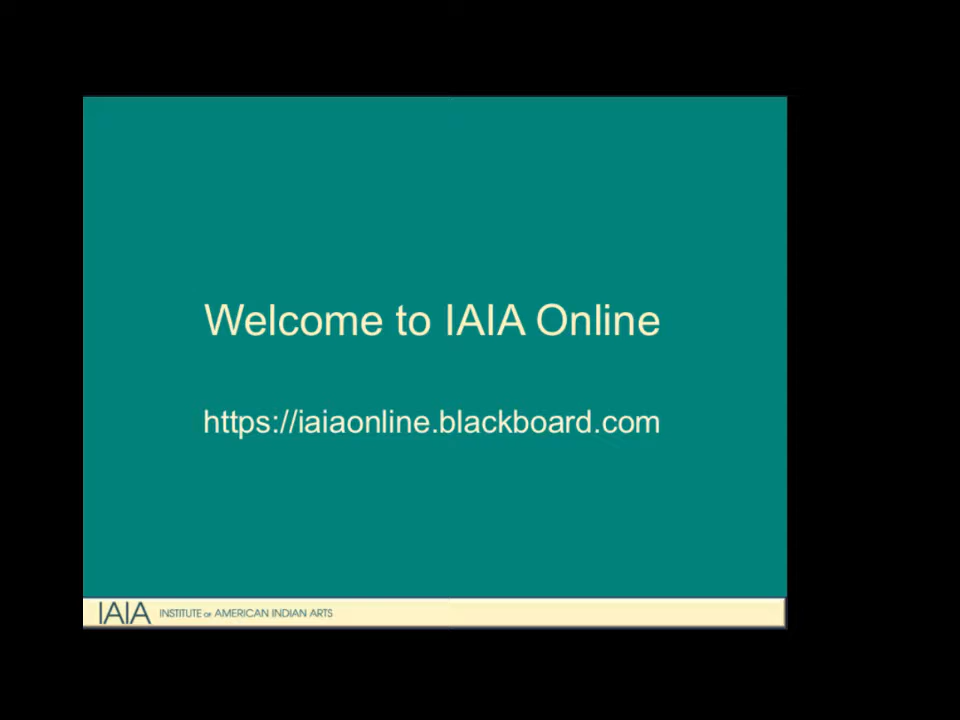 Welcome to IAIA Online
https://iaiaonline.blackboard.com
IAIA INSTITUTE OF AMERICAN INDIAN ARTS